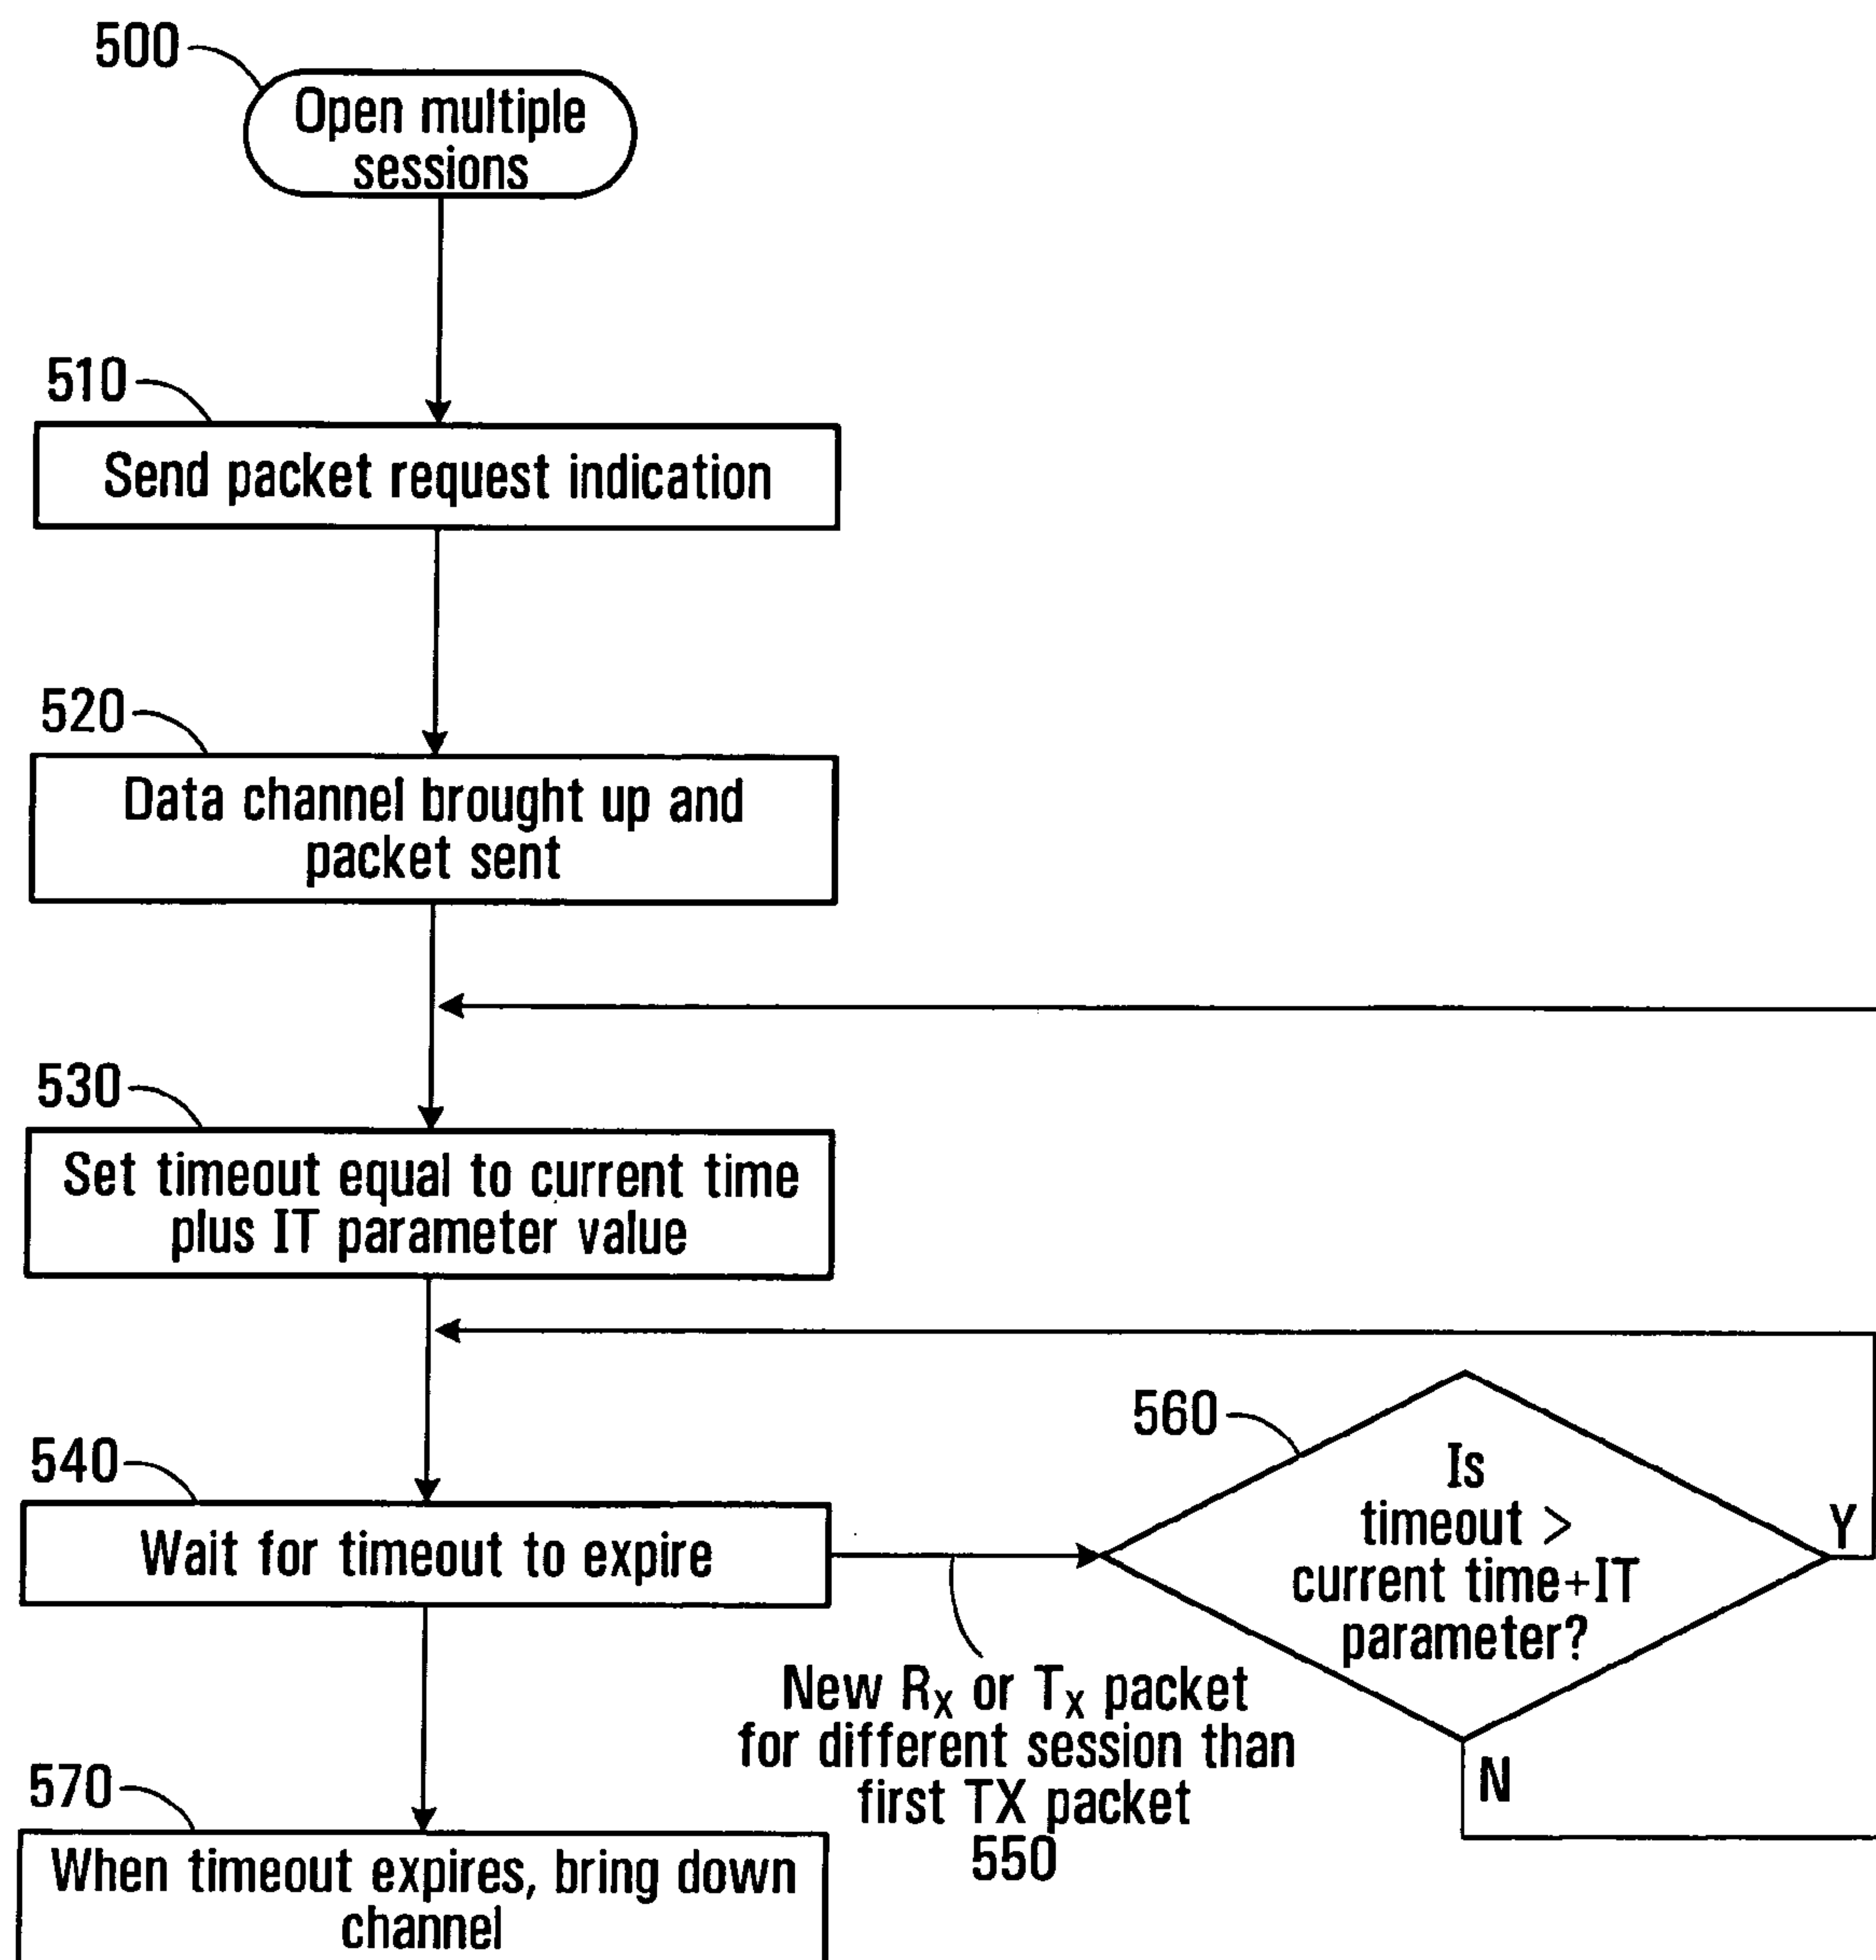 500
Open multiple
sessions
510
Send packet request indication
520
Data channel brought up and
packet sent
530
Set timeout equal to current time
plus IT parameter value
540
Wait for timeout to expire
560
Is
timeout >
current time+IT
parameter?
Y
N
New RX or TX packet
for different session than
first TX packet
550
570
When timeout expires, bring down
channel